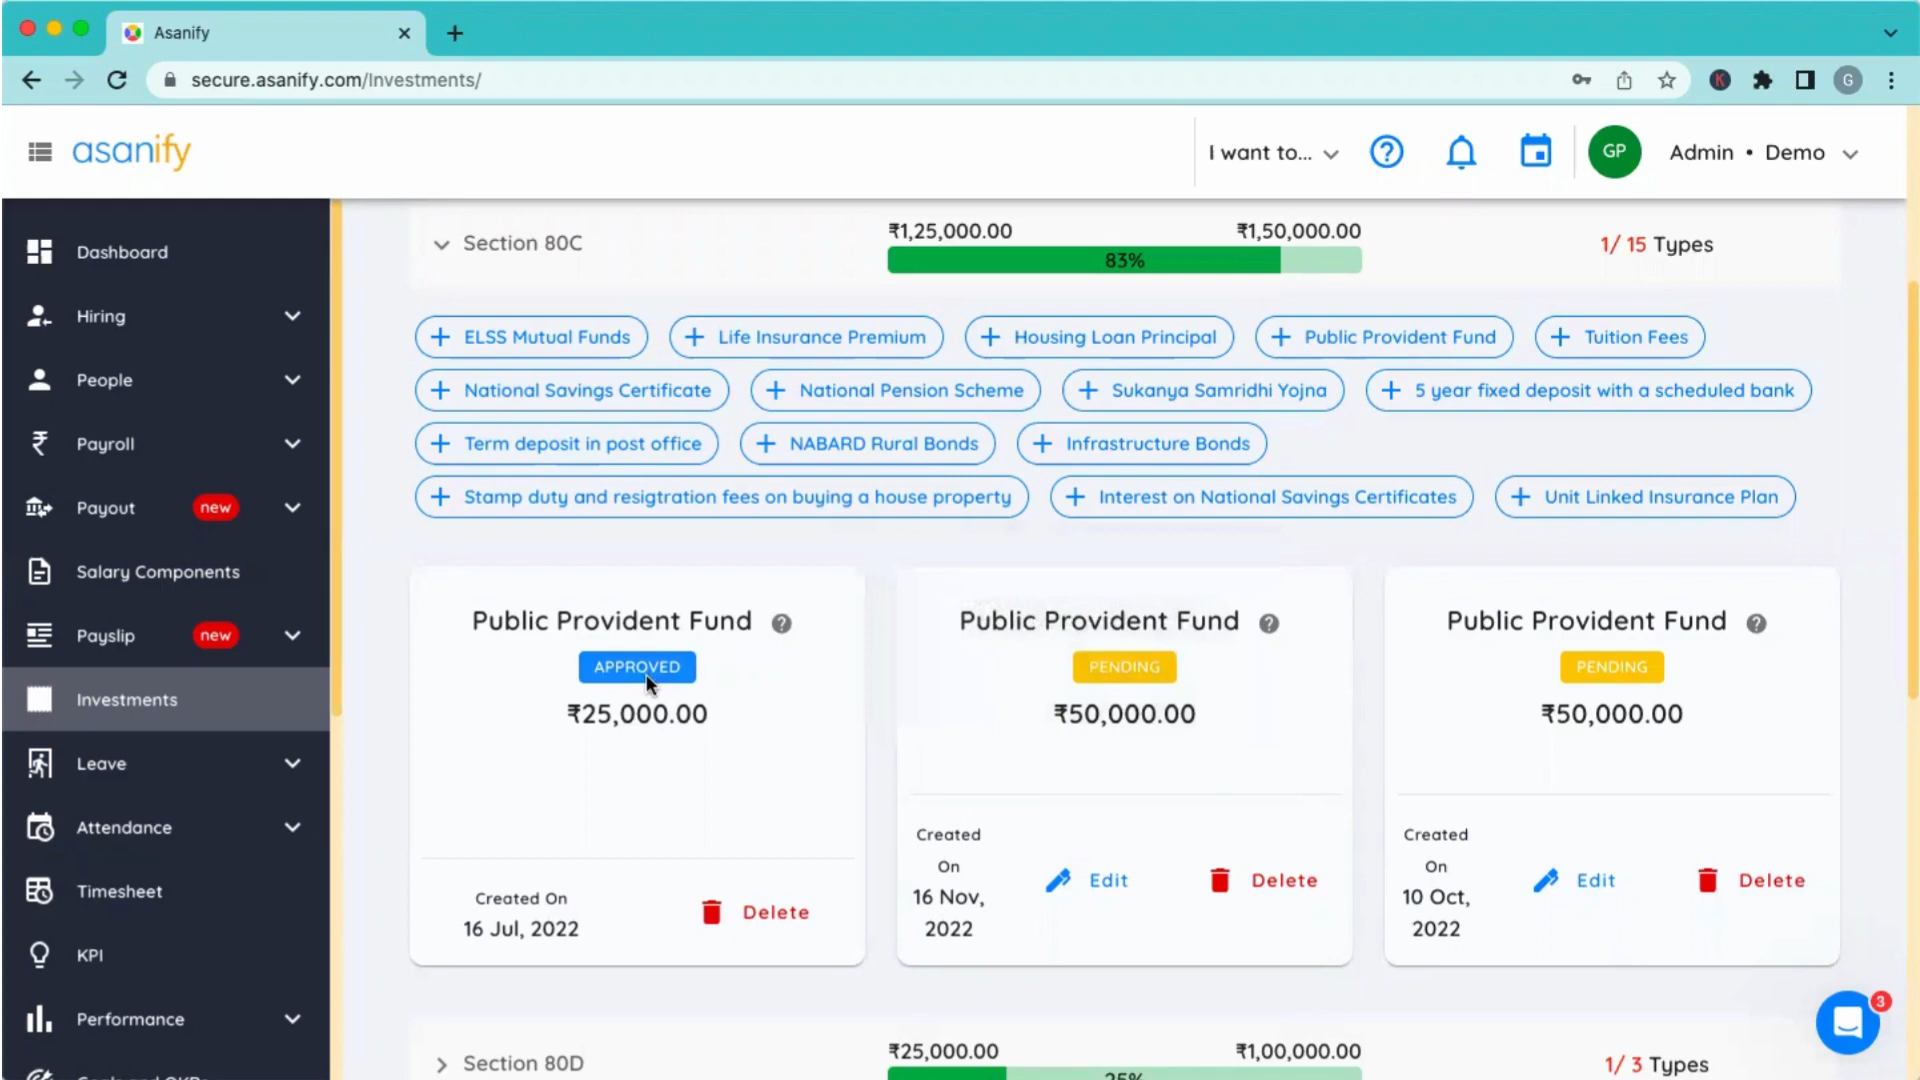 Asanify
secure.asanify.com/Investments/
K
G
asanify
I want to...
GP
Admin • Demo
Dashboard
Hiring
People
Payroll
Payout new
Salary Components
Payslip new
Investments
Leave
Attendance
Timesheet
KPI
Performance
Goals and OKRs
Section 80C
₹1,25,000.00 ₹1,50,000.00
83%
1/ 15 Types
ELSS Mutual Funds
Life Insurance Premium
Housing Loan Principal
Public Provident Fund
Tuition Fees
National Savings Certificate
National Pension Scheme
Sukanya Samridhi Yojna
5 year fixed deposit with a scheduled bank
Term deposit in post office
NABARD Rural Bonds
Infrastructure Bonds
Stamp duty and resigtration fees on buying a house property
Interest on National Savings Certificates
Unit Linked Insurance Plan
Public Provident Fund
APPROVED
₹25,000.00
Created On
16 Jul, 2022
Delete
Public Provident Fund
PENDING
₹50,000.00
Created
On
16 Nov,
2022
Edit
Delete
Public Provident Fund
PENDING
₹50,000.00
Created
On
10 Oct,
2022
Edit
Delete
Section 80D
₹25,000.00 ₹1,00,000.00
25%
1/ 3 Types
3